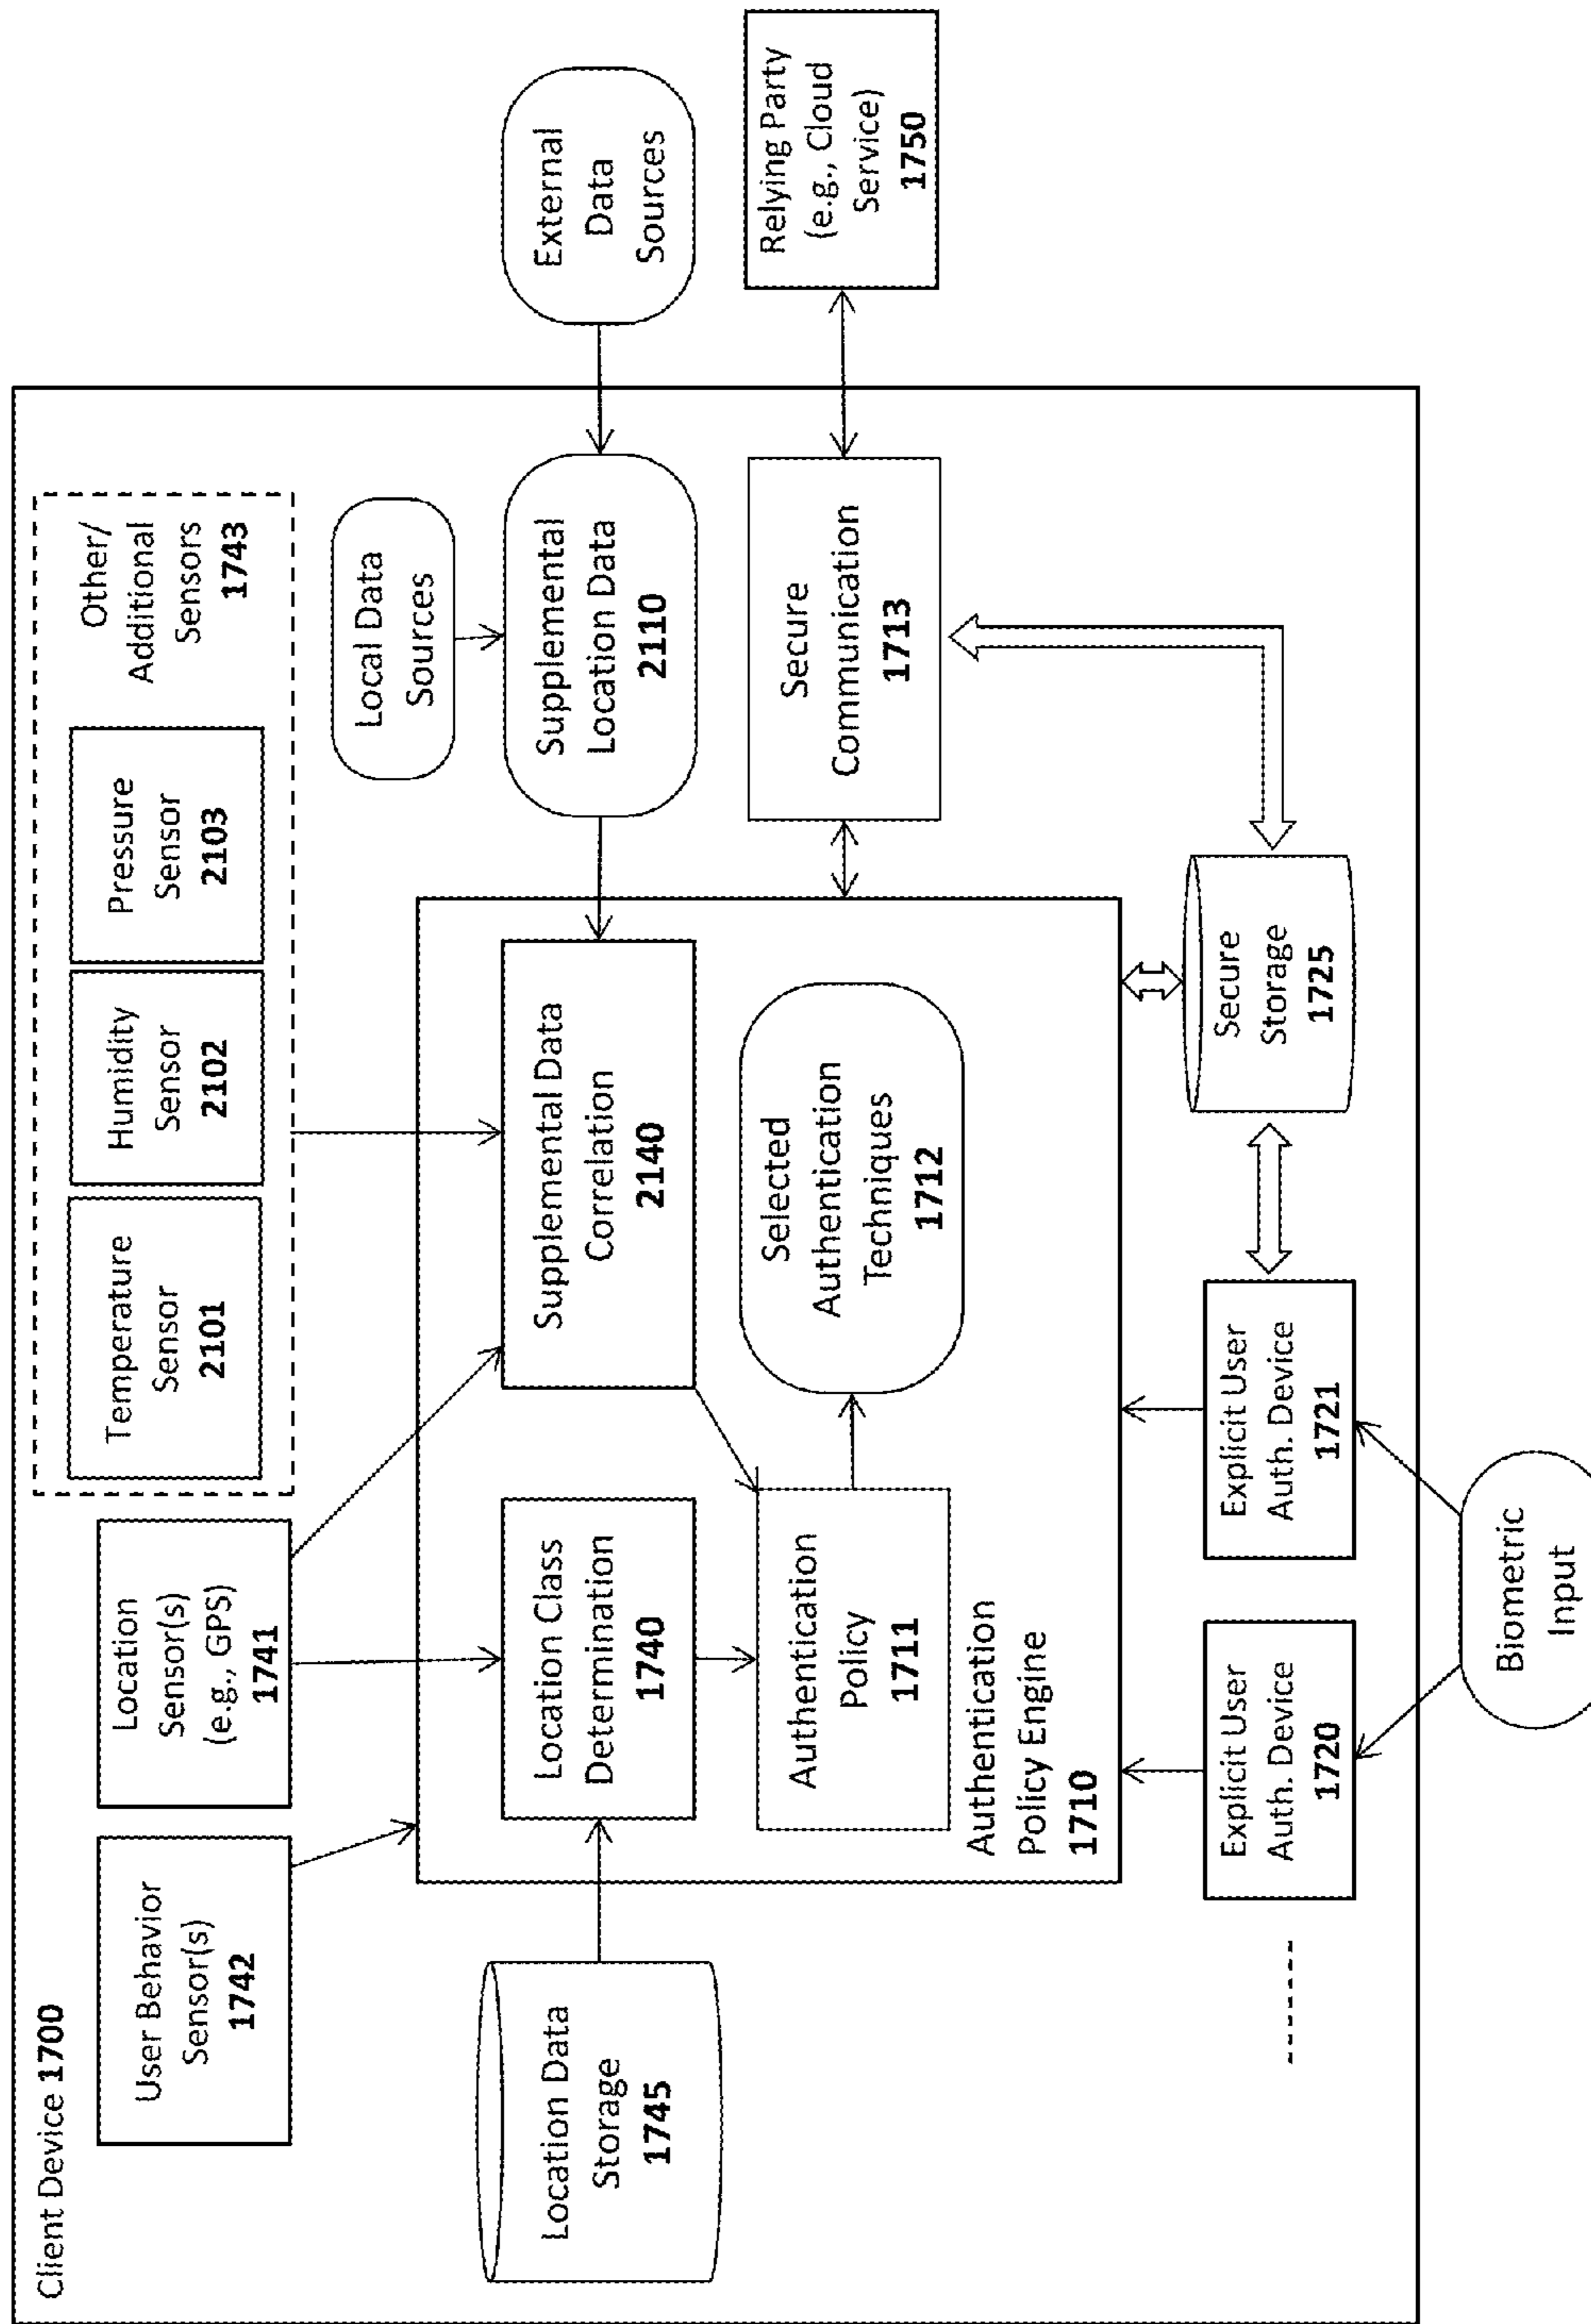 Client Device 1700
User Behavior
Sensor(s)
1742
Location
Sensor(s)
(e.g., GPS)
1741
Temperature
Sensor
2101
Humidity
Sensor
2102
Pressure
Sensor
2103
Other/
Additional
Sensors
1743
Local Data
Sources
Location Data
Storage
1745
Location Class
Determination
1740
Supplemental Data
Correlation
2140
Supplemental
Location Data
2110
External
Data
Sources
Authentication
Policy
1711
Selected
Authentication
Techniques
1712
Secure
Communication
1713
Relying Party
(e.g., Cloud
Service)
1750
Authentication
Policy Engine
1710
Explicit User
Auth. Device
1720
Explicit User
Auth. Device
1721
Secure
Storage
1725
Biometric
Input